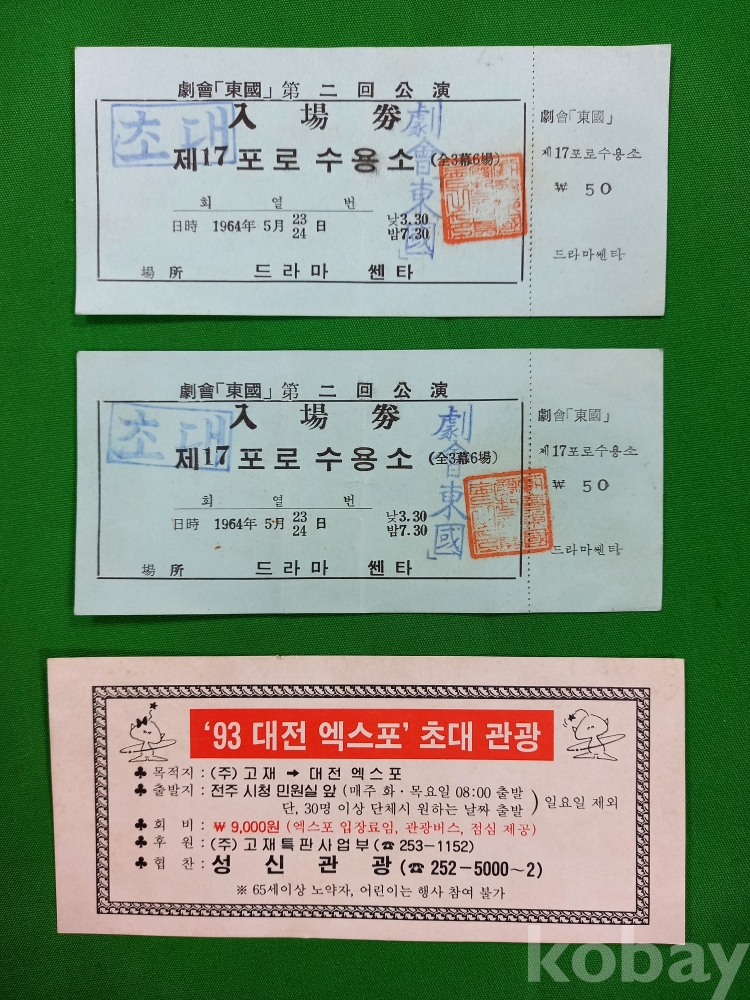 劇會「東國」第二回公演
入場券
초대
제17포로수용소 (全3幕6場)
劇會東國」
회 열 번
日時 1964年 5月 23 24 日 낮3.30 밤7.30
場所 드라마 쎈타
劇會「東國」
제17포로수용소
₩ 50
드라마쎈타
劇會「東國」第二回公演
入場券
초대
제17포로수용소 (全3幕6場)
劇會東國」
회 열 번
日時 1964年 5月 23 24 日 낮3.30 밤7.30
場所 드라마 쎈타
劇會「東國」
제17포로수용소
₩ 50
드라마쎈타
'93 대전 엑스포' 초대 관광
♣ 목적지 : (주) 고재 → 대전 엑스포
♣ 출발지 : 전주 시청 민원실 앞 (매주 화·목요일 08:00 출발
단, 30명 이상 단체시 원하는 날짜 출발 ) 일요일 제외
♣ 회 비 : ₩ 9,000원 (엑스포 입장료임, 관광버스, 점심 제공)
♣ 후 원 : (주) 고재특판사업부 (☎ 253-1152)
♣ 협 찬 : 성 신 관 광 (☎ 252-5000~2)
※ 65세이상 노약자, 어린이는 행사 참여 불가
kobay